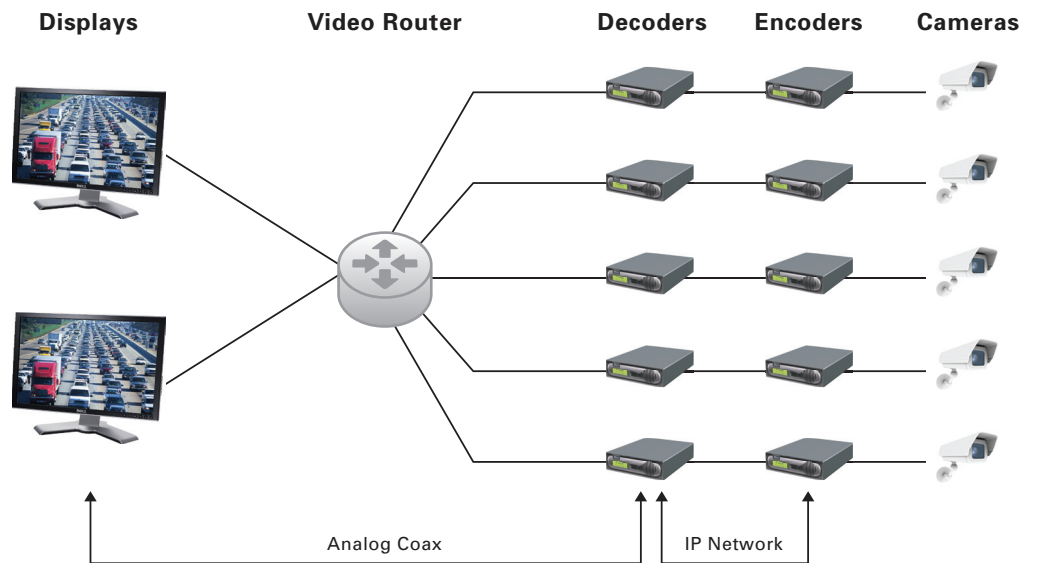 Displays
Video Router
Decoders
Encoders
Cameras
Analog Coax
IP Network